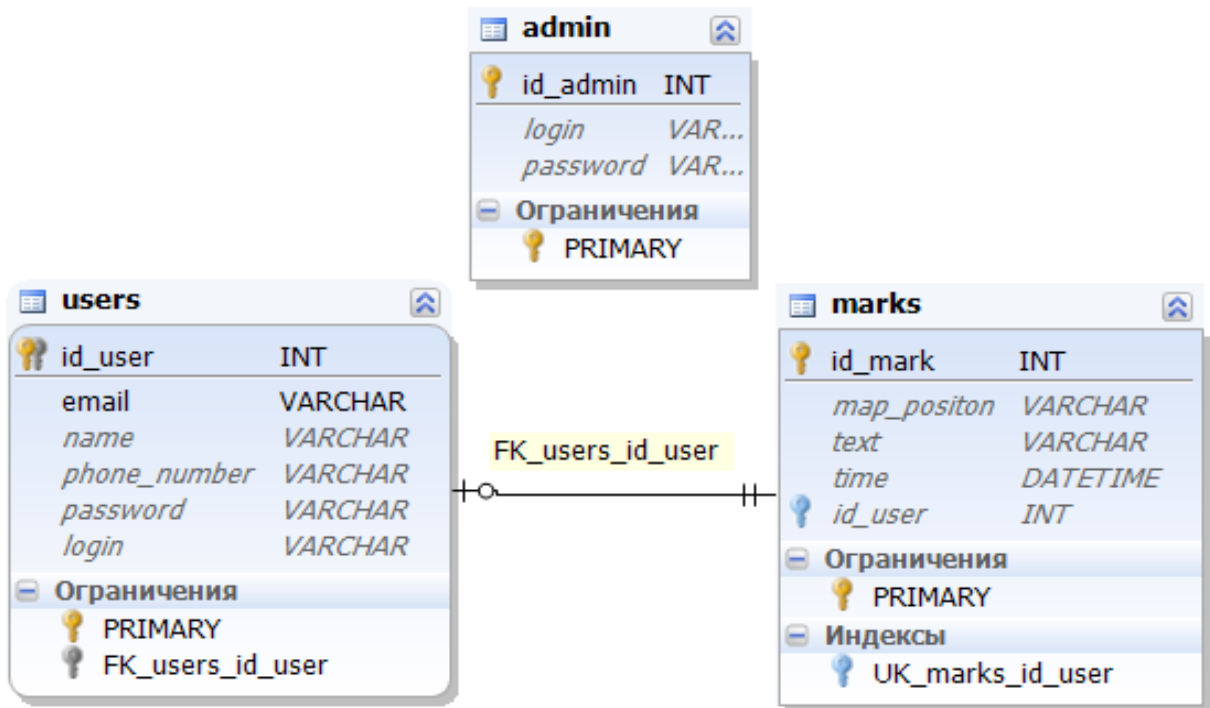 admin
id_admin INT
login VAR...
password VAR...
Ограничения
PRIMARY
users
id_user INT
email VARCHAR
name VARCHAR
phone_number VARCHAR
password VARCHAR
login VARCHAR
Ограничения
PRIMARY
FK_users_id_user
FK_users_id_user
marks
id_mark INT
map_positon VARCHAR
text VARCHAR
time DATETIME
id_user INT
Ограничения
PRIMARY
Индексы
UK_marks_id_user